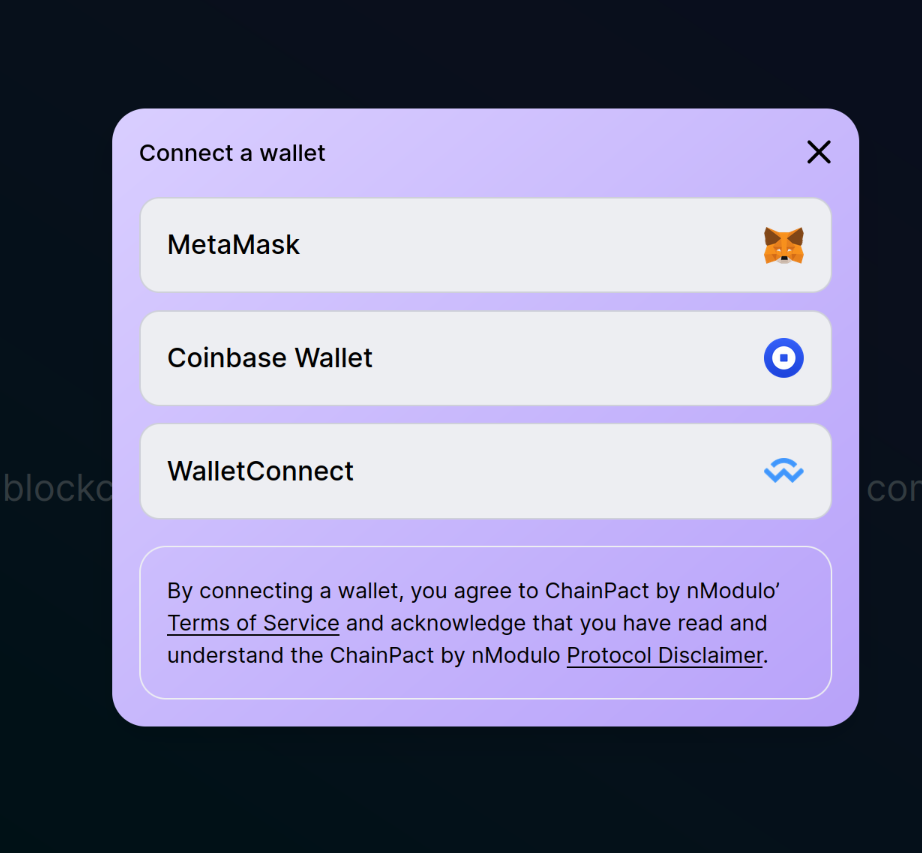 Connect a wallet
MetaMask
Coinbase Wallet
WalletConnect
blockc
cor
By connecting a wallet, you agree to ChainPact by nModulo’
Terms of Service and acknowledge that you have read and
understand the ChainPact by nModulo Protocol Disclaimer.